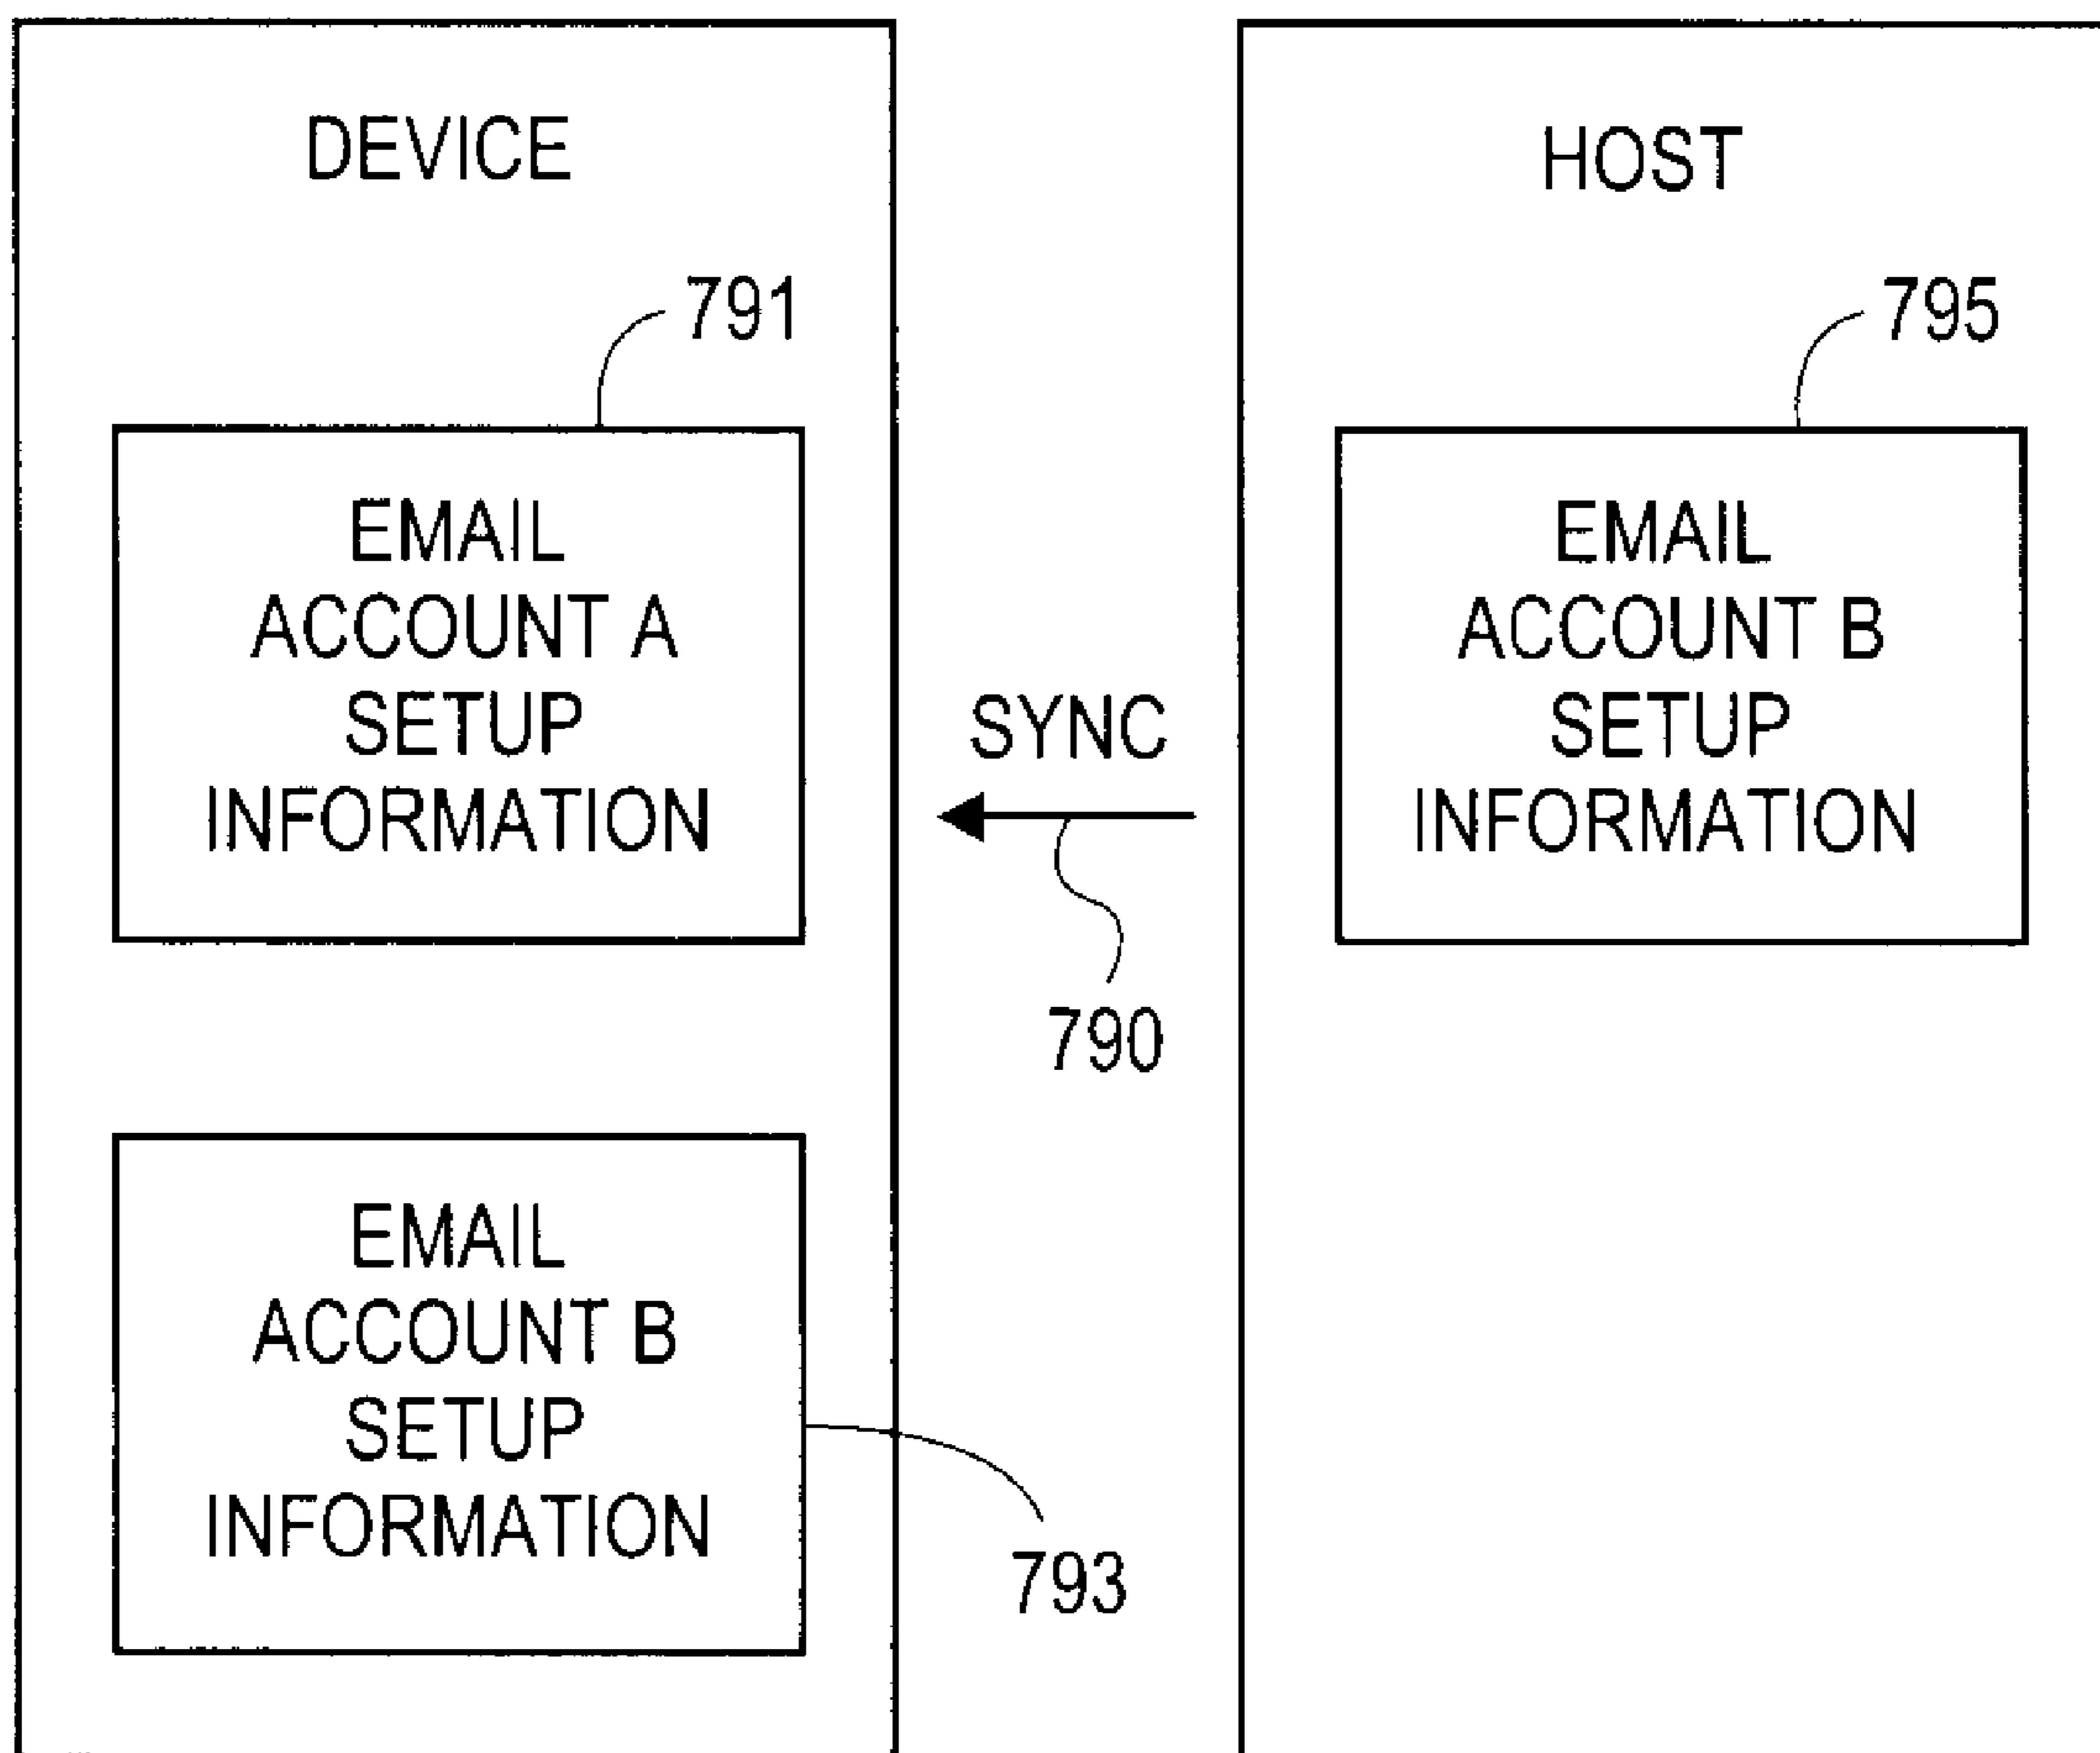 DEVICE
791
EMAIL
ACCOUNT A
SETUP
INFORMATION
EMAIL
ACCOUNT B
SETUP
INFORMATION
793
SYNC
790
HOST
795
EMAIL
ACCOUNT B
SETUP
INFORMATION